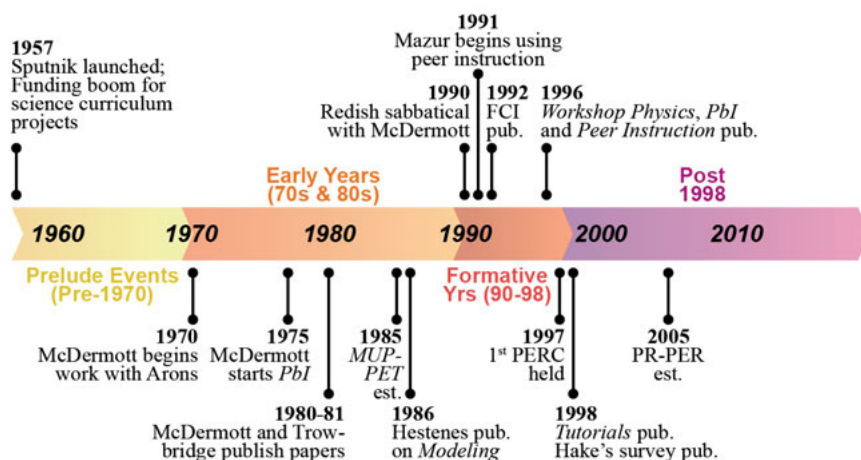 1957
Sputnik launched;
Funding boom for
science curriculum
projects
1990
Redish sabbatical
with McDermott
1991
Mazur begins using
peer instruction
1992
FCI
pub.
1996
Workshop Physics, PbI
and Peer Instruction pub.
Early Years
(70s & 80s)
Post
1998
1960
1970
1980
1990
2000
2010
Prelude Events
(Pre-1970)
Formative
Yrs (90-98)
1970
McDermott begins
work with Arons
1975
McDermott
starts PbI
1980-81
McDermott and Trow-
bridge publish papers
1985
MUP-
PET
est.
1986
Hestenes pub.
on Modeling
1997
1st PERC
held
1998
Tutorials pub.
Hake's survey pub.
2005
PR-PER
est.